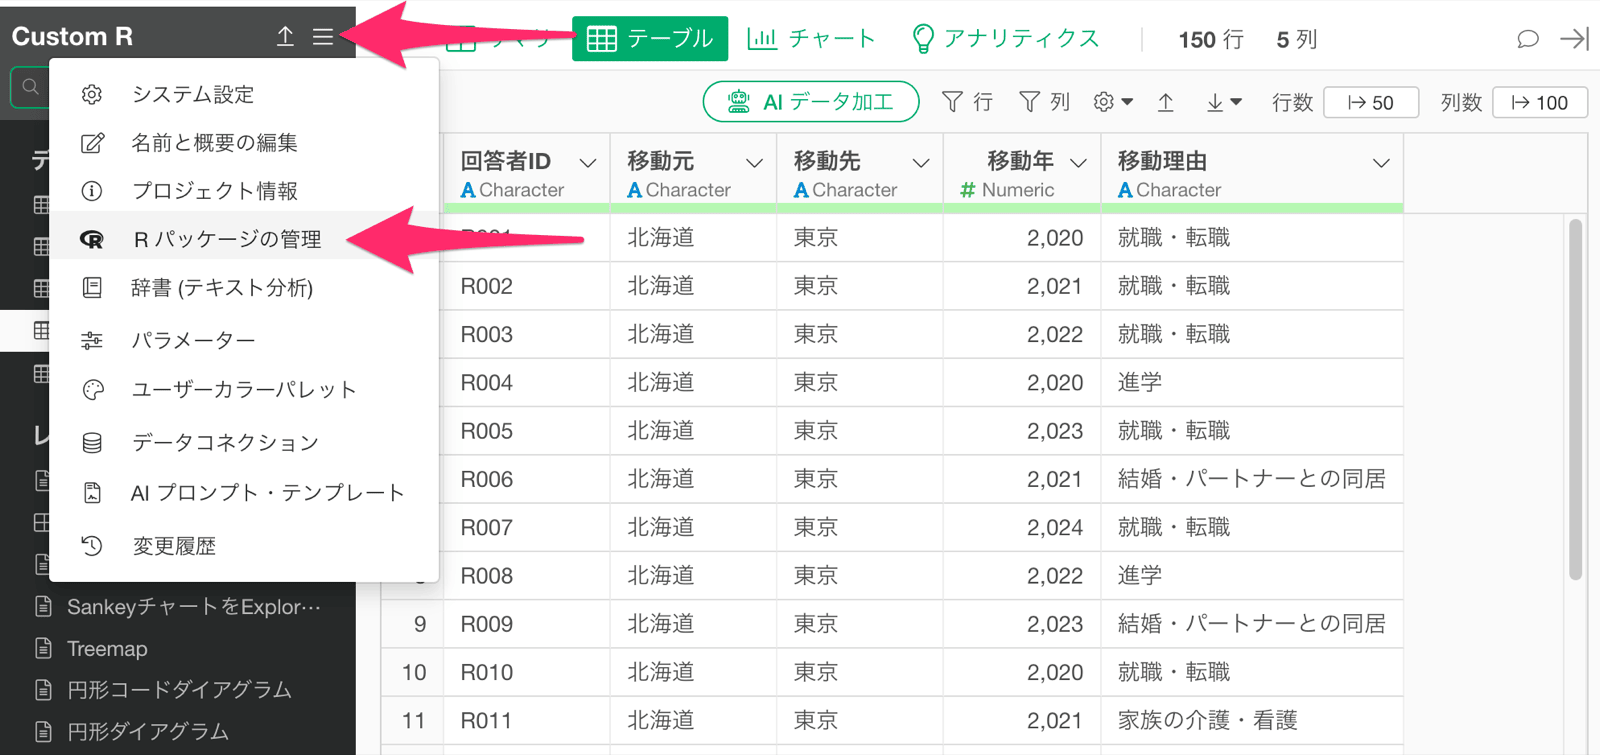 Custom R
テーブル
チャート
アナリティクス
150 行
5 列
システム設定
名前と概要の編集
プロジェクト情報
R パッケージの管理
辞書 (テキスト分析)
パラメーター
ユーザーカラーパレット
データコネクション
AI プロンプト・テンプレート
変更履歴
SankeyチャートをExplor…
Treemap
円形コードダイアグラム
円形ダイアグラム
AI データ加工
行
列
行数
50
列数
100
回答者ID 移動元 移動先 移動年 移動理由
Character Character Character Numeric Character
北海道 東京 2,020 就職・転職
R002 北海道 東京 2,021 就職・転職
R003 北海道 東京 2,022 就職・転職
R004 北海道 東京 2,020 進学
R005 北海道 東京 2,023 就職・転職
R006 北海道 東京 2,021 結婚・パートナーとの同居
R007 北海道 東京 2,024 就職・転職
R008 北海道 東京 2,022 進学
9 R009 北海道 東京 2,023 結婚・パートナーとの同居
10 R010 北海道 東京 2,020 就職・転職
11 R011 北海道 東京 2,021 家族の介護・看護